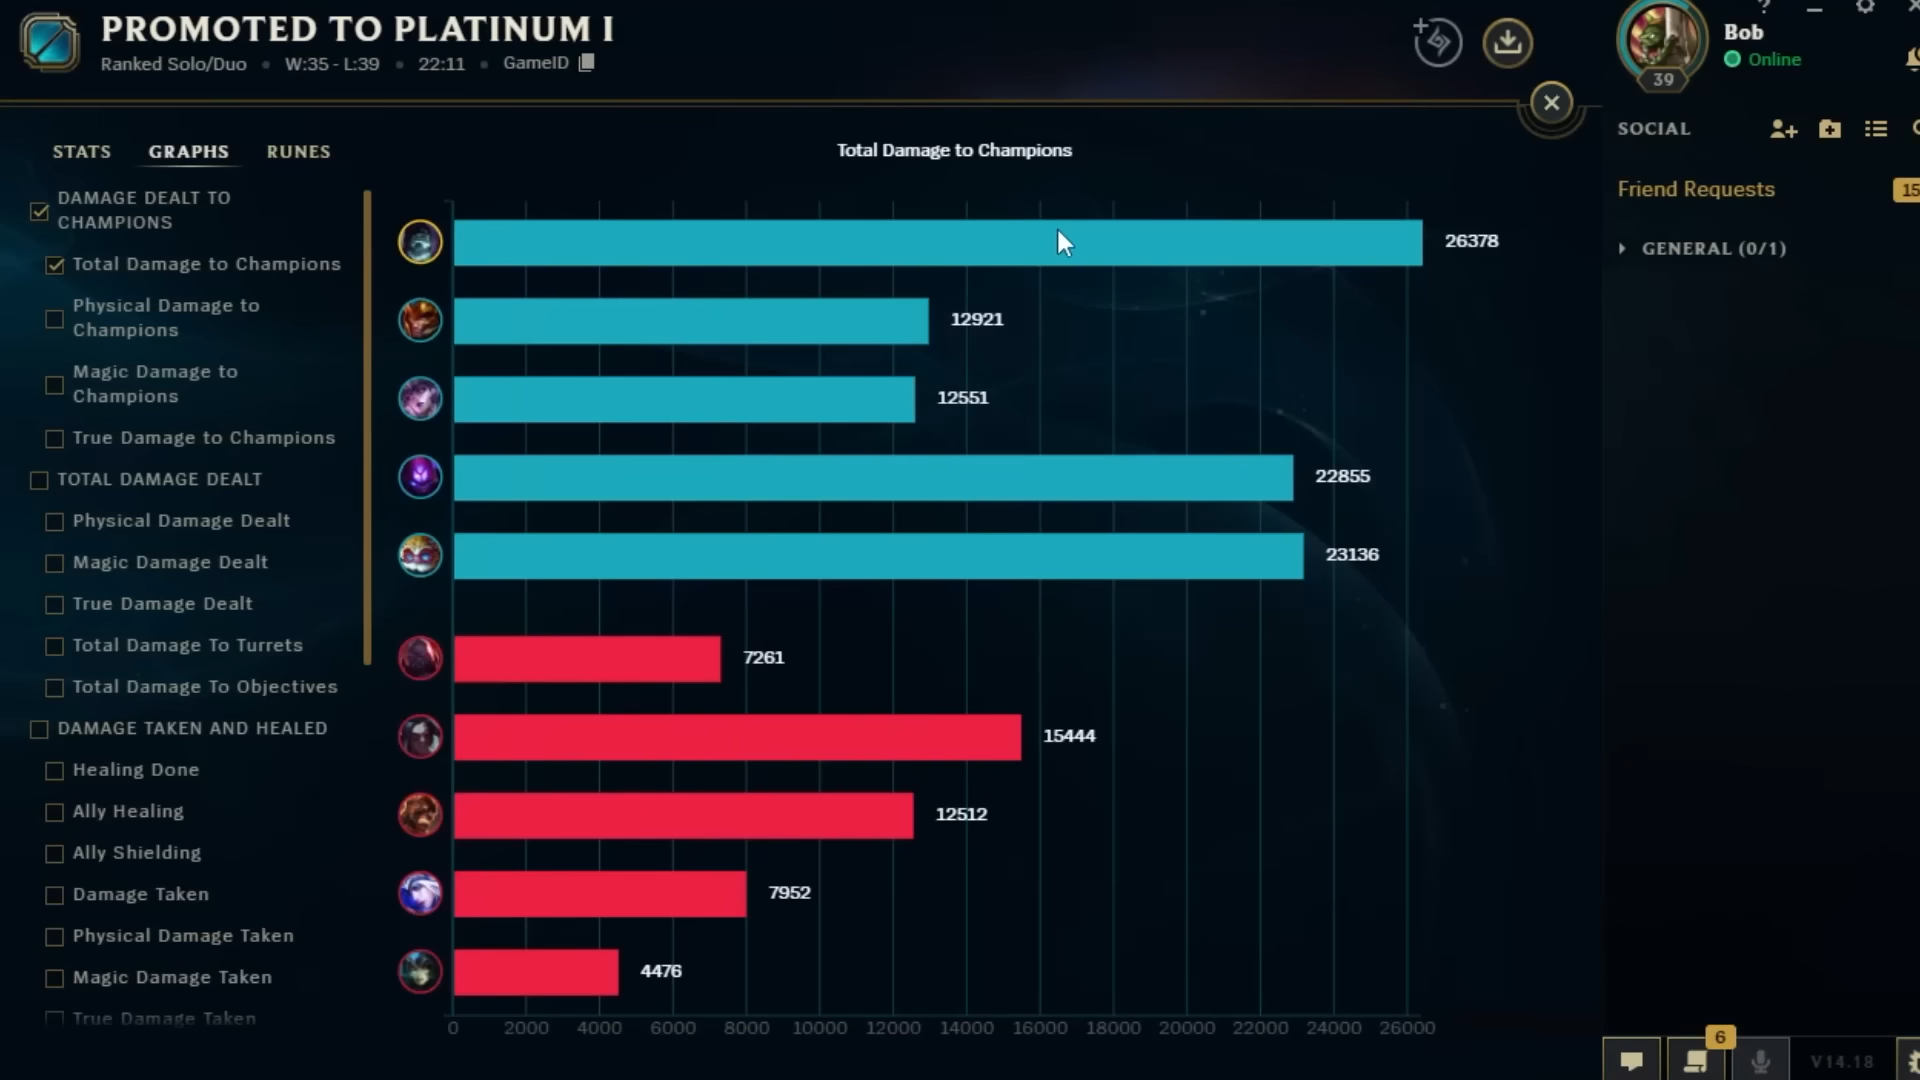 PROMOTED TO PLATINUM I
Ranked Solo/Duo • W:35 - L:39 • 22:11 • GameID
Bob
Online
39
SOCIAL
Friend Requests
15
GENERAL (0/1)
STATS GRAPHS RUNES
Total Damage to Champions
DAMAGE DEALT TO
CHAMPIONS
Total Damage to Champions
Physical Damage to
Champions
Magic Damage to
Champions
True Damage to Champions
TOTAL DAMAGE DEALT
Physical Damage Dealt
Magic Damage Dealt
True Damage Dealt
Total Damage To Turrets
Total Damage To Objectives
DAMAGE TAKEN AND HEALED
Healing Done
Ally Healing
Ally Shielding
Damage Taken
Physical Damage Taken
Magic Damage Taken
True Damage Taken
26378
12921
12551
22855
23136
7261
15444
12512
7952
4476
0 2000 4000 6000 8000 10000 12000 14000 16000 18000 20000 22000 24000 26000
6
V14.18